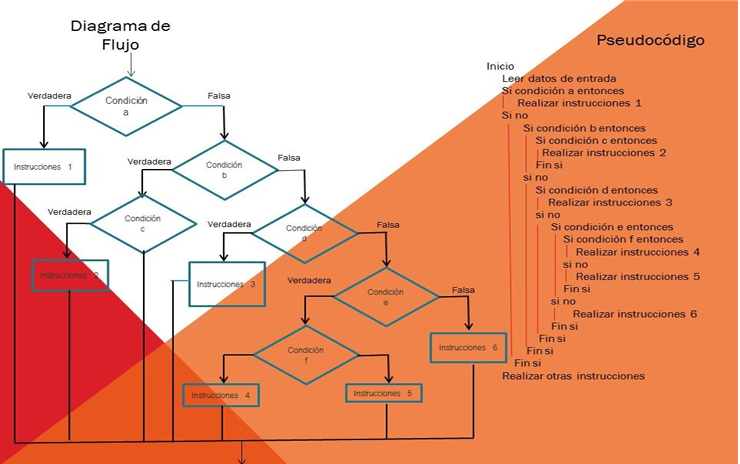 Diagrama de
Flujo
Verdadera
Condición
a
Falsa
Instrucciones 1
Verdadera
Condición
b
Falsa
Verdadera
Condición
c
Verdadera
Condición
d
Falsa
Instrucciones 2
Instrucciones 3
Verdadera
Condición
e
Falsa
Condición
f
Instrucciones 6
Instrucciones 4
Instrucciones 5
Pseudocódigo
Inicio
Leer datos de entrada
Si condición a entonces
Realizar instrucciones 1
Si no
Si condición b entonces
Si condición c entonces
Realizar instrucciones 2
Fin si
si no
Si condición d entonces
Realizar instrucciones 3
si no
Si condición e entonces
Si condición f entonces
Realizar instrucciones 4
si no
Realizar instrucciones 5
Fin si
si no
Realizar instrucciones 6
Fin si
Fin si
Fin si
Fin si
Realizar otras instrucciones